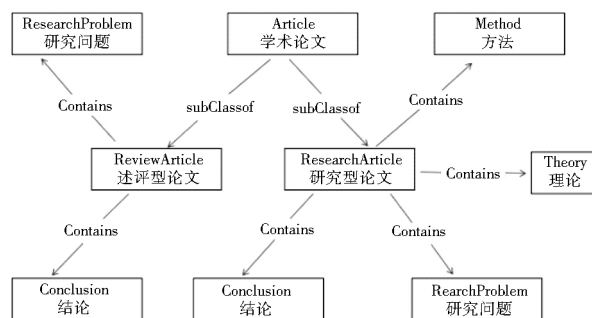 ResearchProblem
研究问题
Article
学术论文
Method
方法
Contains
subClassof
subClassof
Contains
ReviewArticle
述评型论文
ResearchArticle
研究型论文
Contains
Theory
理论
Contains
Contains
Contains
Conclusion
结论
Conclusion
结论
RearchProblem
研究问题